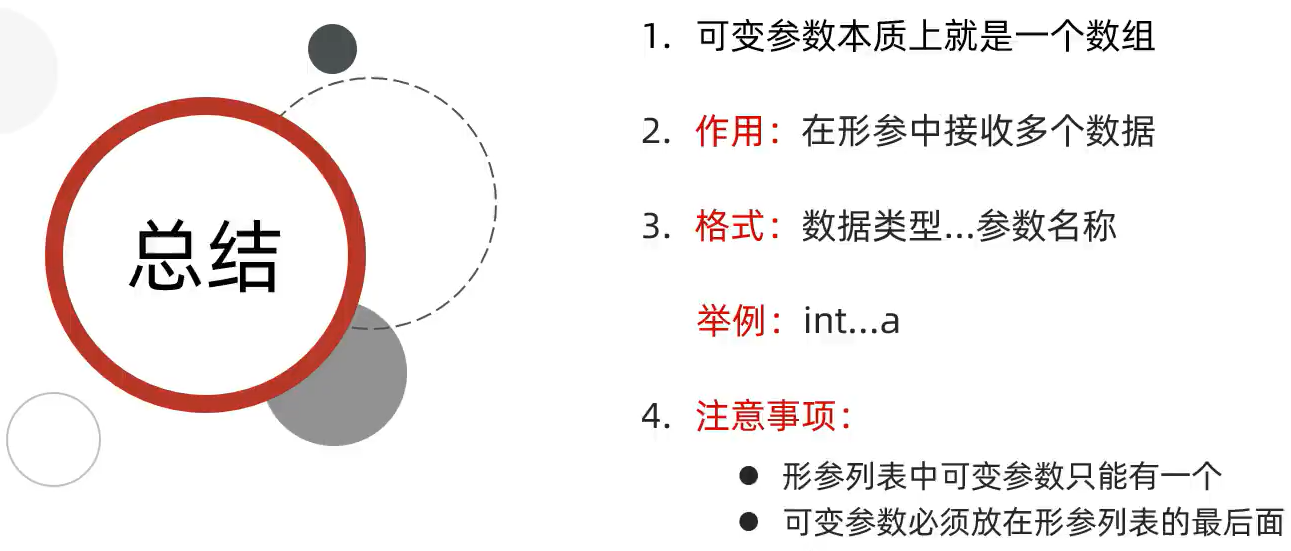 总结
1. 可变参数本质上就是一个数组
2. 作用：在形参中接收多个数据
3. 格式：数据类型...参数名称
举例：int...a
4. 注意事项：
● 形参列表中可变参数只能有一个
● 可变参数必须放在形参列表的最后面